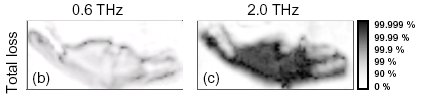 0.6 THz
2.0 THz
Total loss
(b)
(c)
99.999 %
99.99 %
99.9 %
99 %
90 %
0 %